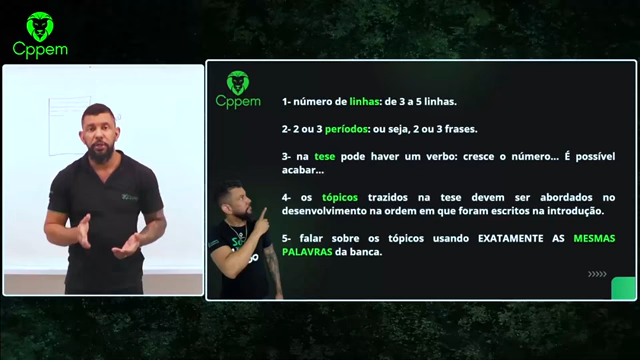 Cppem
Cppem
1- número de linhas: de 3 a 5 linhas.
2- 2 ou 3 períodos: ou seja, 2 ou 3 frases.
3- na tese pode haver um verbo: cresce o número... É possível
acabar...
4- os tópicos trazidos na tese devem ser abordados no
desenvolvimento na ordem em que foram escritos na introdução.
5- falar sobre os tópicos usando EXATAMENTE AS MESMAS
PALAVRAS da banca.